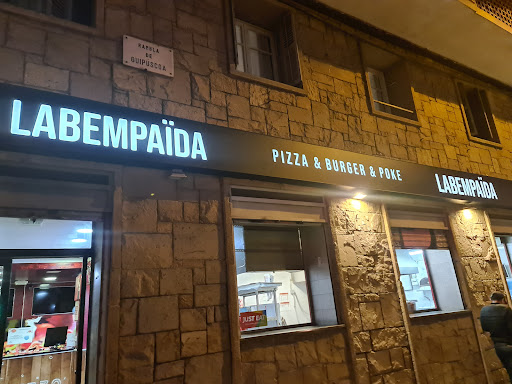 RAMBLA
DE
GUIPÚSCOA
LABEMPAÏDA
PIZZA & BURGER & POKE
LABEMPAÏDA
JUST EAT